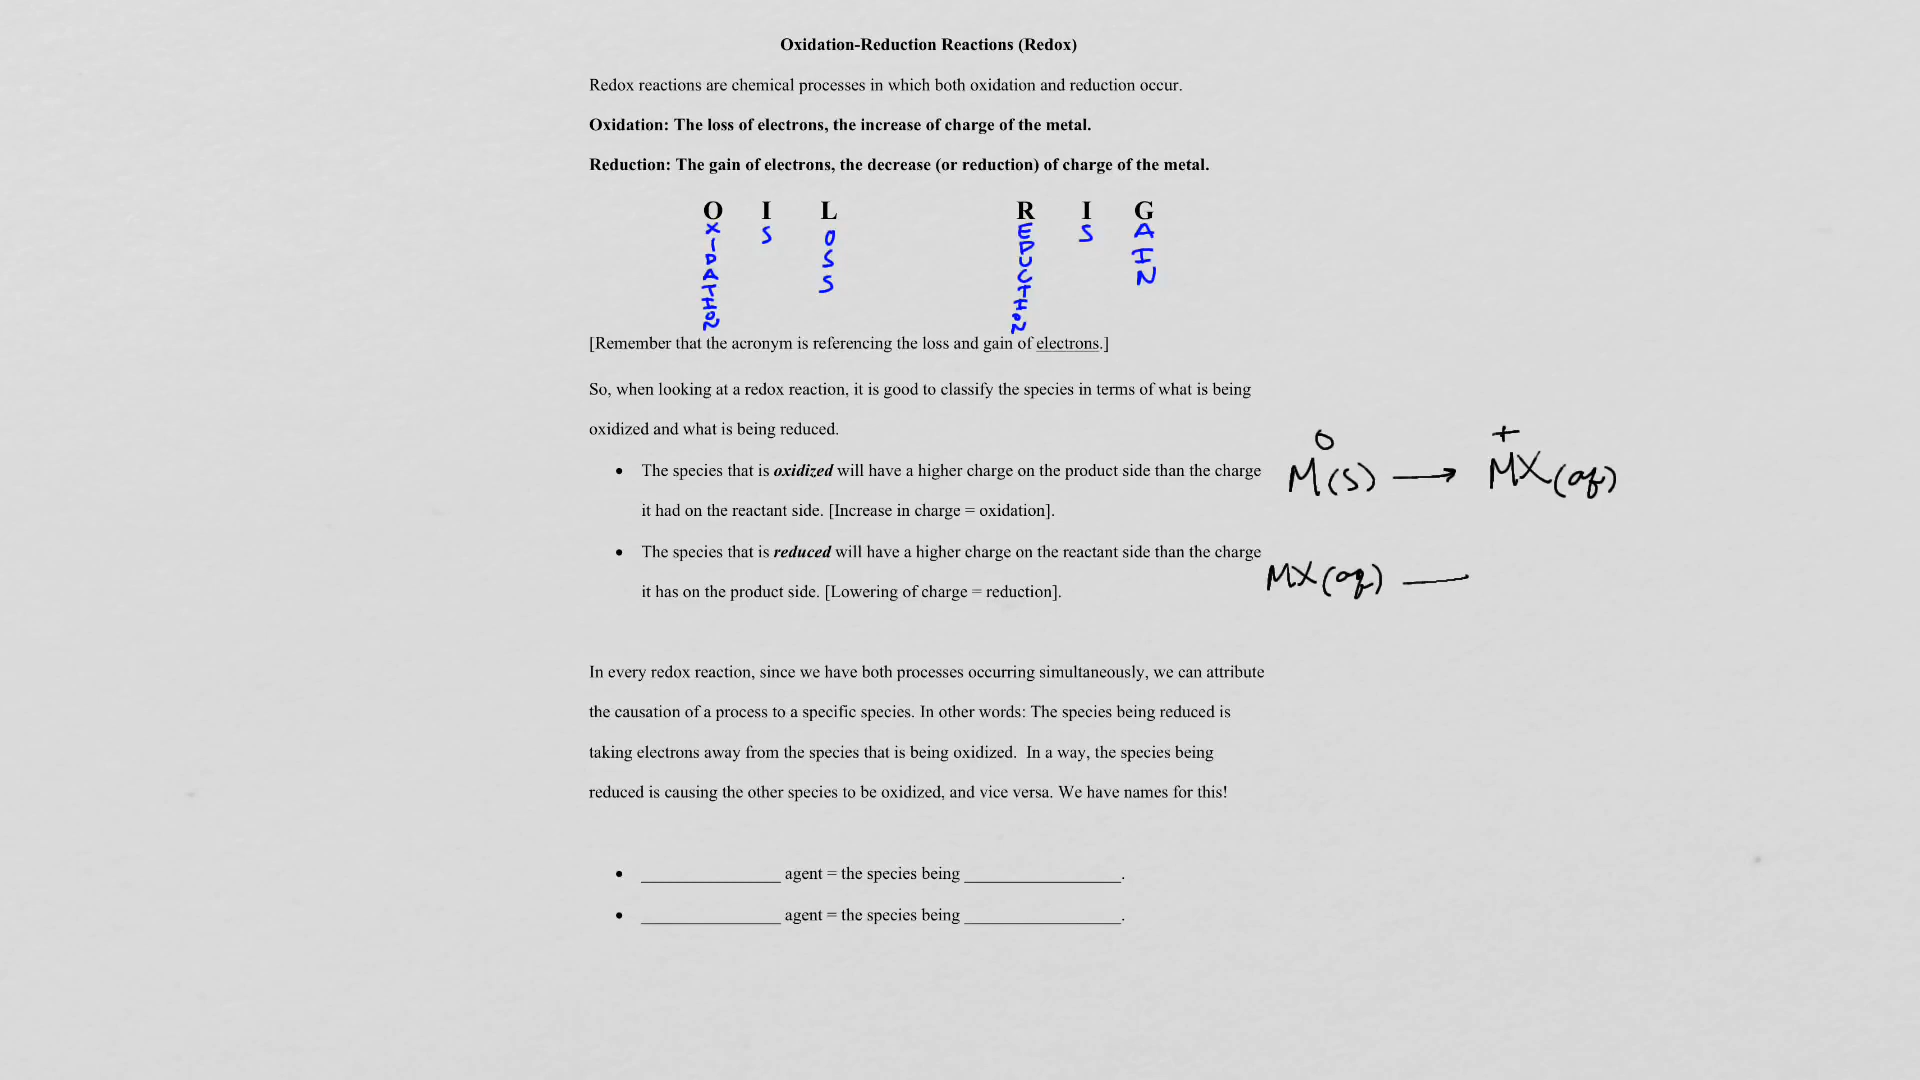 Oxidation-Reduction Reactions (Redox)
Redox reactions are chemical processes in which both oxidation and reduction occur.
Oxidation: The loss of electrons, the increase of charge of the metal.
Reduction: The gain of electrons, the decrease (or reduction) of charge of the metal.
O I L R I G
XIDATION S OSS EDUCTION S AIN
[Remember that the acronym is referencing the loss and gain of electrons.]
So, when looking at a redox reaction, it is good to classify the species in terms of what is being
oxidized and what is being reduced.
• The species that is oxidized will have a higher charge on the product side than the charge
it had on the reactant side. [Increase in charge = oxidation].
0 +
M(s) → MX(aq)
• The species that is reduced will have a higher charge on the reactant side than the charge
it has on the product side. [Lowering of charge = reduction].
MX(aq) —
In every redox reaction, since we have both processes occurring simultaneously, we can attribute
the causation of a process to a specific species. In other words: The species being reduced is
taking electrons away from the species that is being oxidized.  In a way, the species being
reduced is causing the other species to be oxidized, and vice versa. We have names for this!
• ________________ agent = the species being __________________.
• ________________ agent = the species being __________________.